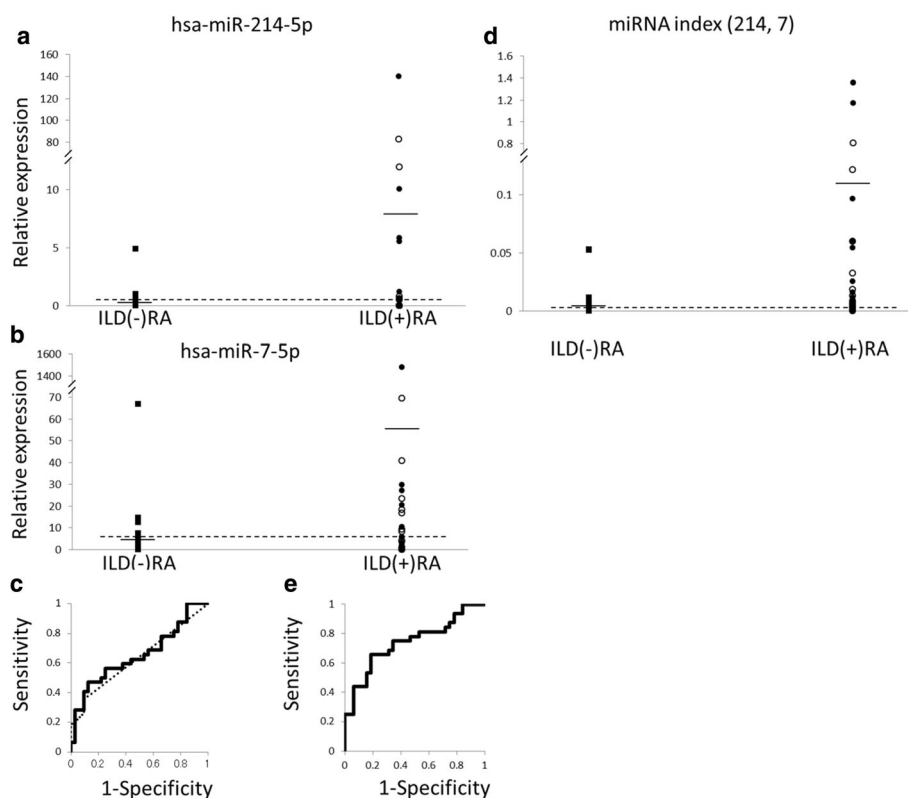 a
hsa-miR-214-5p
Relative expression
160
140
120
100
80
60
10
5
0
ILD(-)RA
ILD(+)RA
b
hsa-miR-7-5p
Relative expression
1600
1400
70
60
50
40
30
20
10
0
ILD(-)RA
ILD(+)RA
c
Sensitivity
1
0.8
0.6
0.4
0.2
0
0 0.2 0.4 0.6 0.8 1
1-Specificity
d
miRNA index (214, 7)
1.6
1.4
1.2
1
0.8
0.2
0.1
0.05
0
ILD(-)RA
ILD(+)RA
e
Sensitivity
1
0.8
0.6
0.4
0.2
0
0 0.2 0.4 0.6 0.8 1
1-Specificity